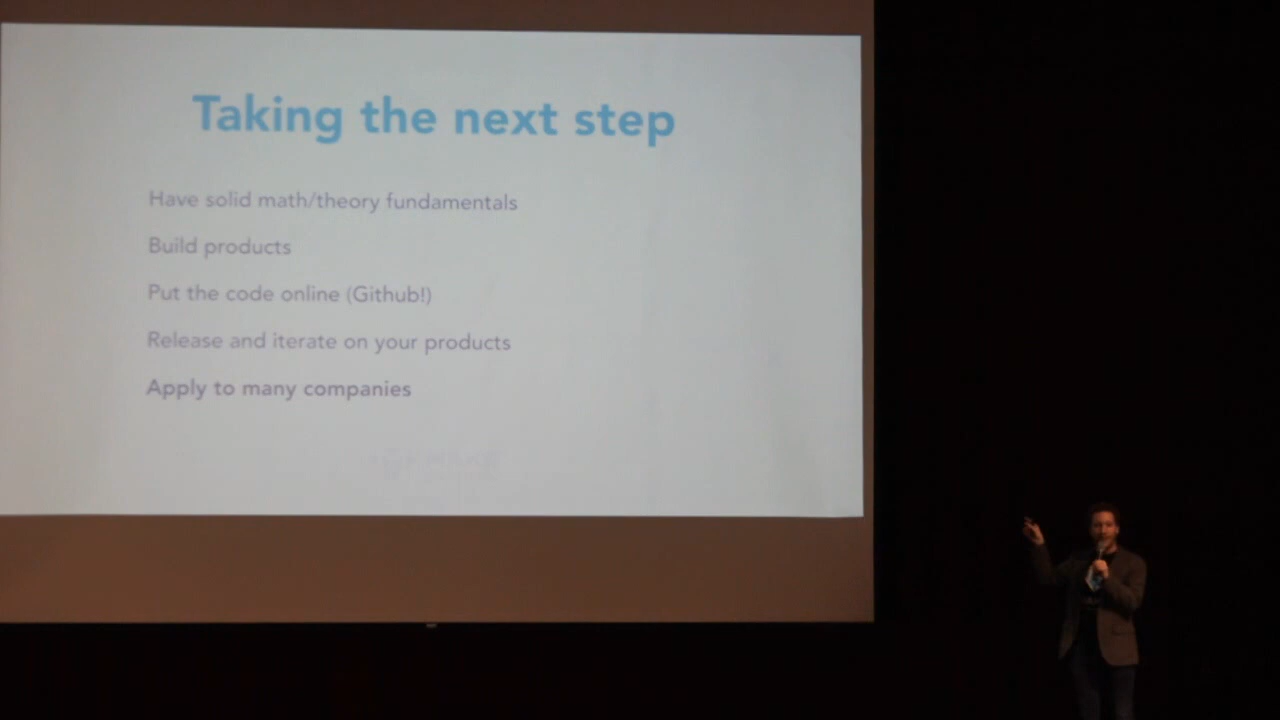 Taking the next step
Have solid math/theory fundamentals
Build products
Put the code online (Github!)
Release and iterate on your products
Apply to many companies